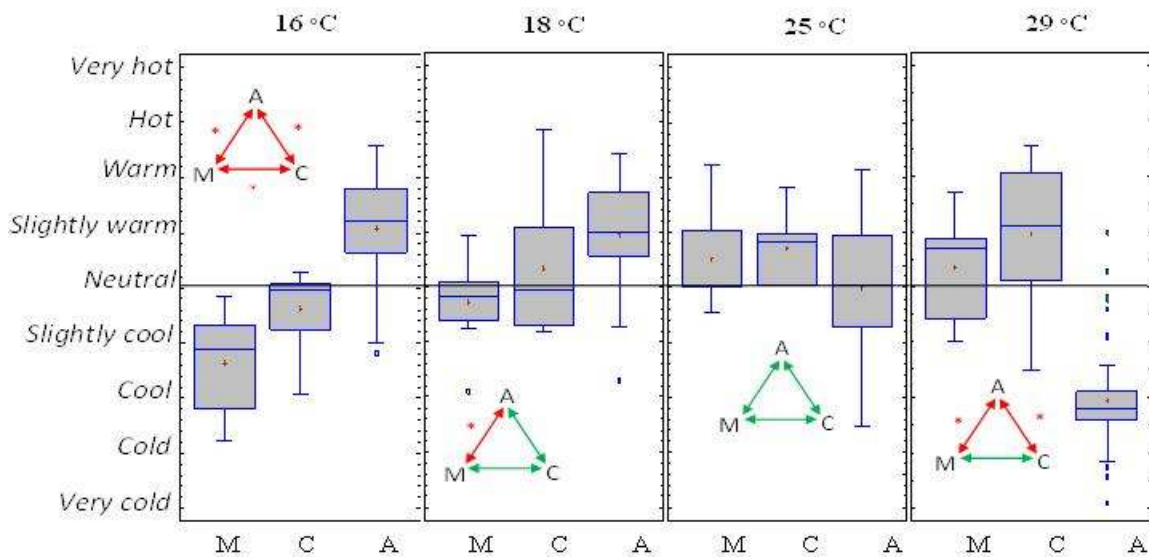 16 °C 18 °C 25 °C 29 °C
Very hot
Hot
Warm
Slightly warm
Neutral
Slightly cool
Cool
Cold
Very cold
A
* *
M C
*
A
*
M C
A
M C
A
* *
M C
M C A M C A M C A M C A